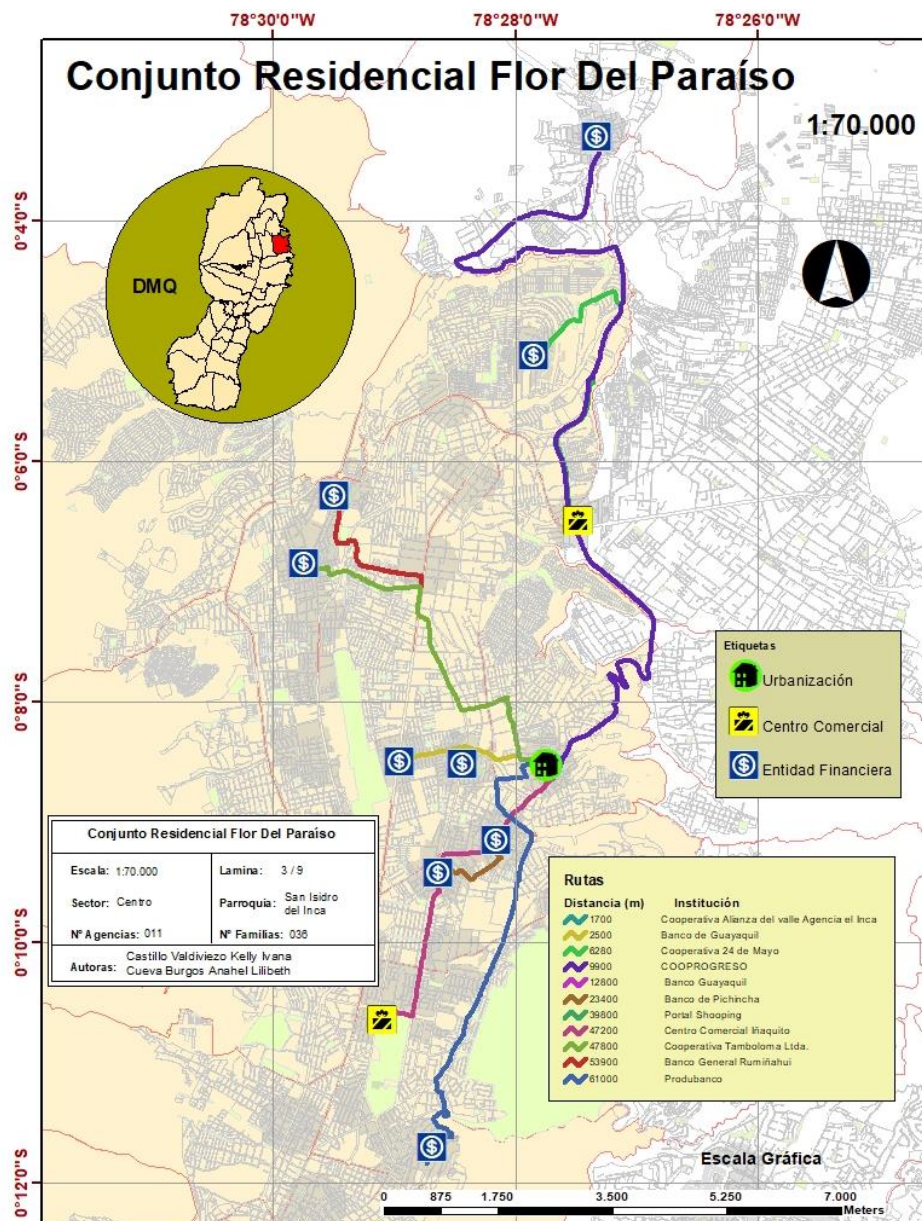 78°30'0"W 78°28'0"W 78°26'0"W
Conjunto Residencial Flor Del Paraíso
1:70.000
0°4'0"S
DMQ
0°6'0"S
0°8'0"S
Etiquetas
Urbanización
Centro Comercial
Entidad Financiera
Conjunto Residencial Flor Del Paraíso
Escala: 1:70.000 Lamina: 3 / 9
Sector: Centro Parroquia: San Isidro
del Inca
Nº Agencias: 011 Nº Familias: 036
Autoras: Castillo Valdiviezo Kelly Ivana
Cueva Burgos Anahel Lilibeth
Rutas
Distancia (m) Institución
1700 Cooperativa Alianza del valle Agencia el Inca
2500 Banco de Guayaquil
6280 Cooperativa 24 de Mayo
9900 COOPROGRESO
12800 Banco Guayaquil
23400 Banco de Pichincha
39800 Portal Shooping
47200 Centro Comercial Iñaquito
47800 Cooperativa Tamboloma Ltda.
53900 Banco General Rumiñahui
61000 Produbanco
0°10'0"S
0°12'0"S
Escala Gráfica
0 875 1.750 3.500 5.250 7.000
Meters